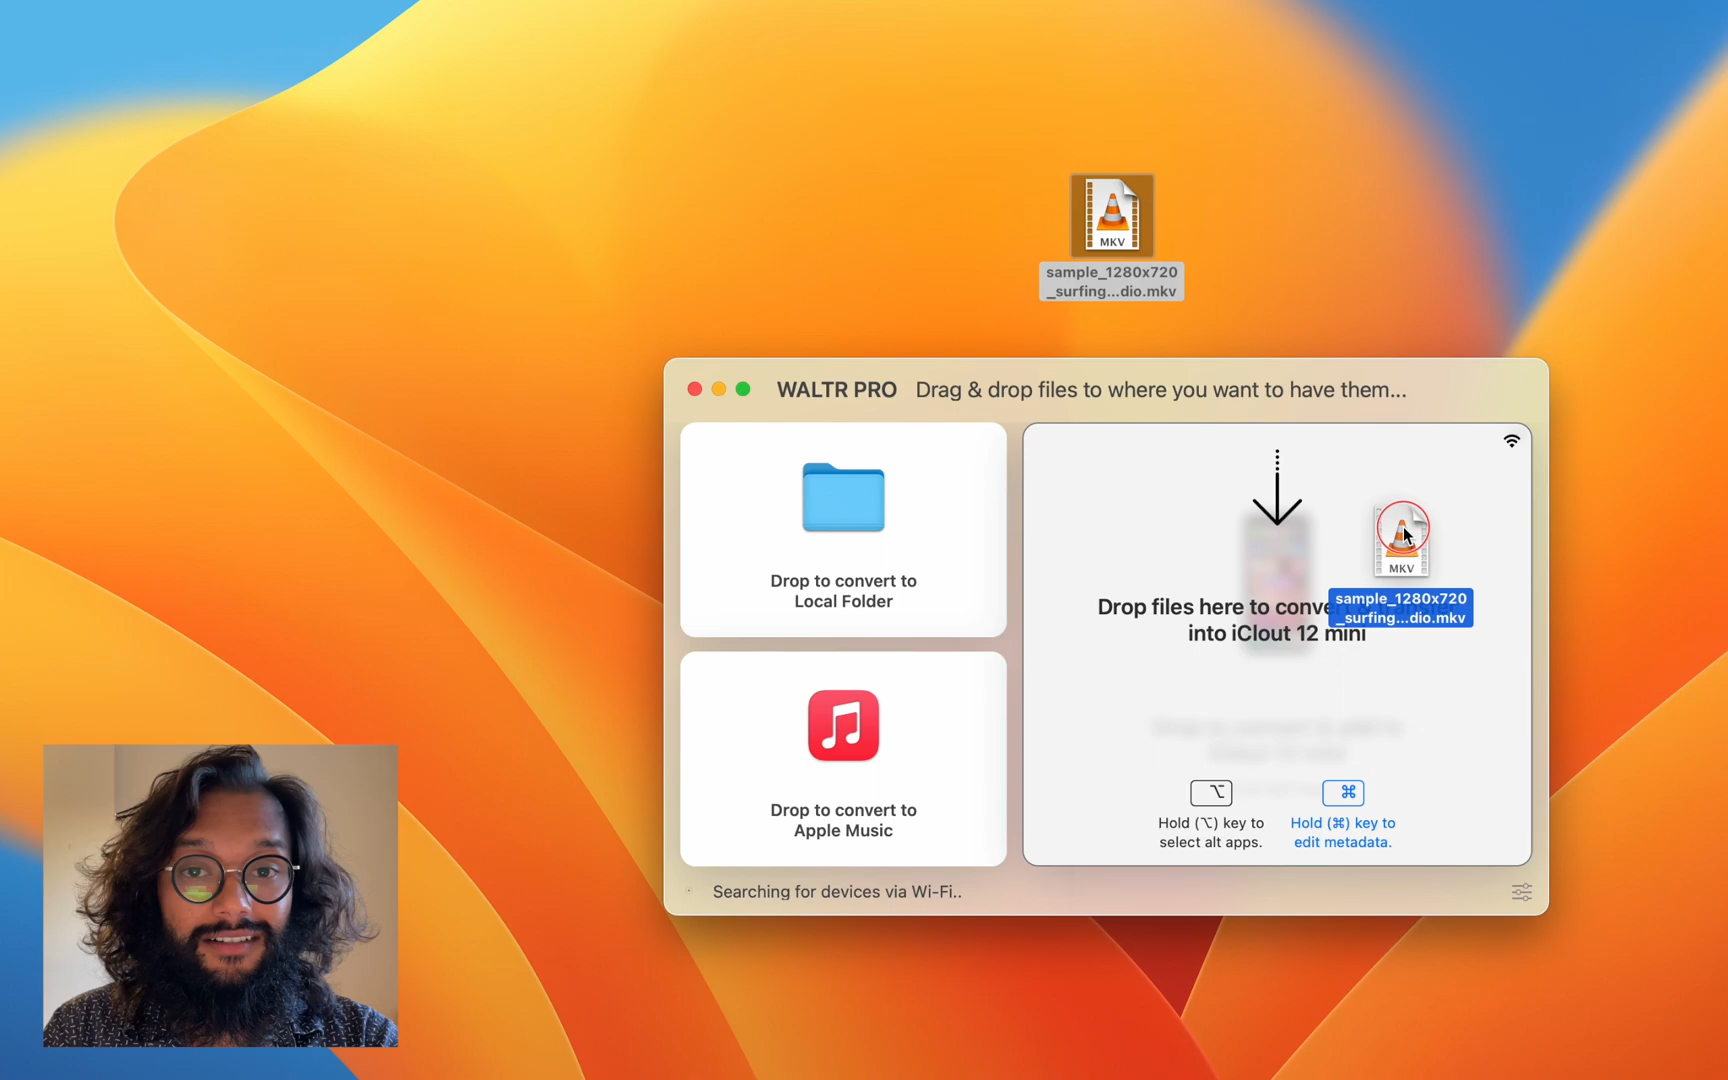 MKV
sample_1280x720
_surfing...dio.mkv
WALTR PRO Drag & drop files to where you want to have them...
Drop to convert to
Local Folder
MKV
sample_1280x720
_surfing...dio.mkv
Drop files here to conve
into iClout 12 mini
Drop to convert to
Apple Music
⌥
⌘
Hold (⌥) key to
select alt apps.
Hold (⌘) key to
edit metadata.
Searching for devices via Wi-Fi..